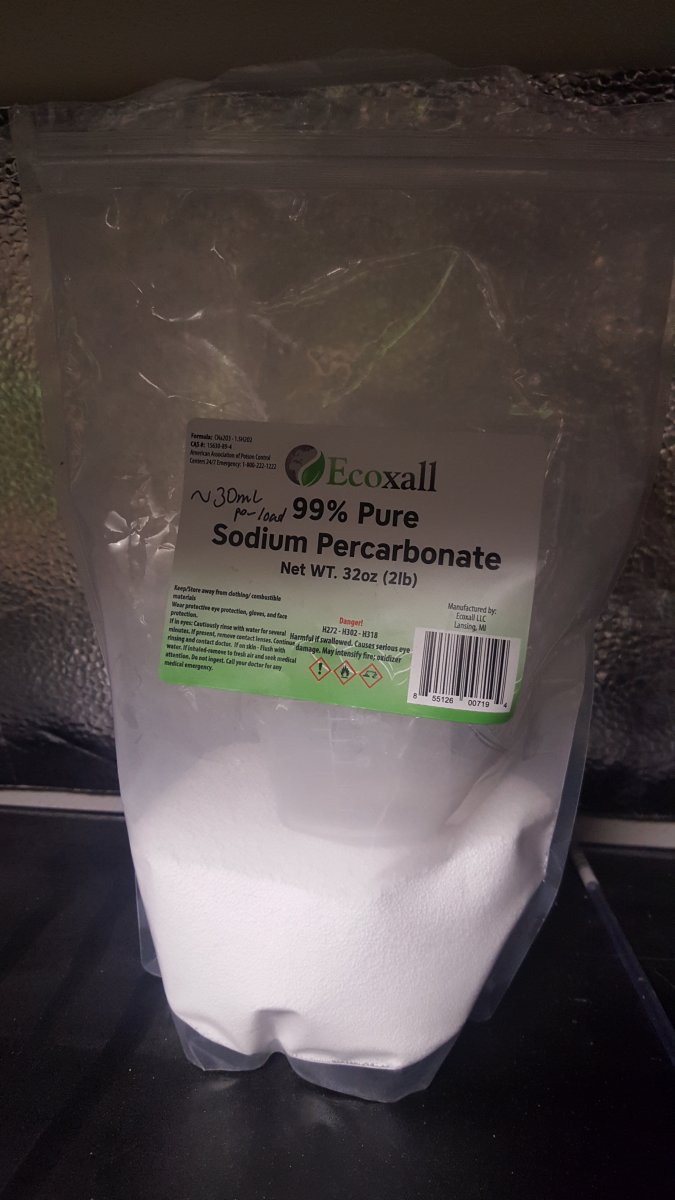 Formula: CNa2O3 · 1.5H2O2
CAS #: 15630-89-4
American Association of Poison Control
Centers 24/7 Emergency: 1-800-222-1222
Ecoxall
~30mL
per load
99% Pure
Sodium Percarbonate
Net WT. 32oz (2lb)
Keep/Store away from clothing/ combustible
materials
Wear protective eye protection, gloves, and face
protection.
If in eyes: Cautiously rinse with water for several
minutes. If present, remove contact lenses. Continue
rinsing and contact doctor. If on skin - Flush with
water. If inhaled-remove to fresh air and seek medical
attention. Do not ingest. Call your doctor for any
medical emergency.
Danger!
H272 - H302 - H318
Harmful if swallowed. Causes serious eye
damage. May intensify fire; oxidizer
Manufactured by:
Ecoxall LLC
Lansing, MI
8 55126 00719 4